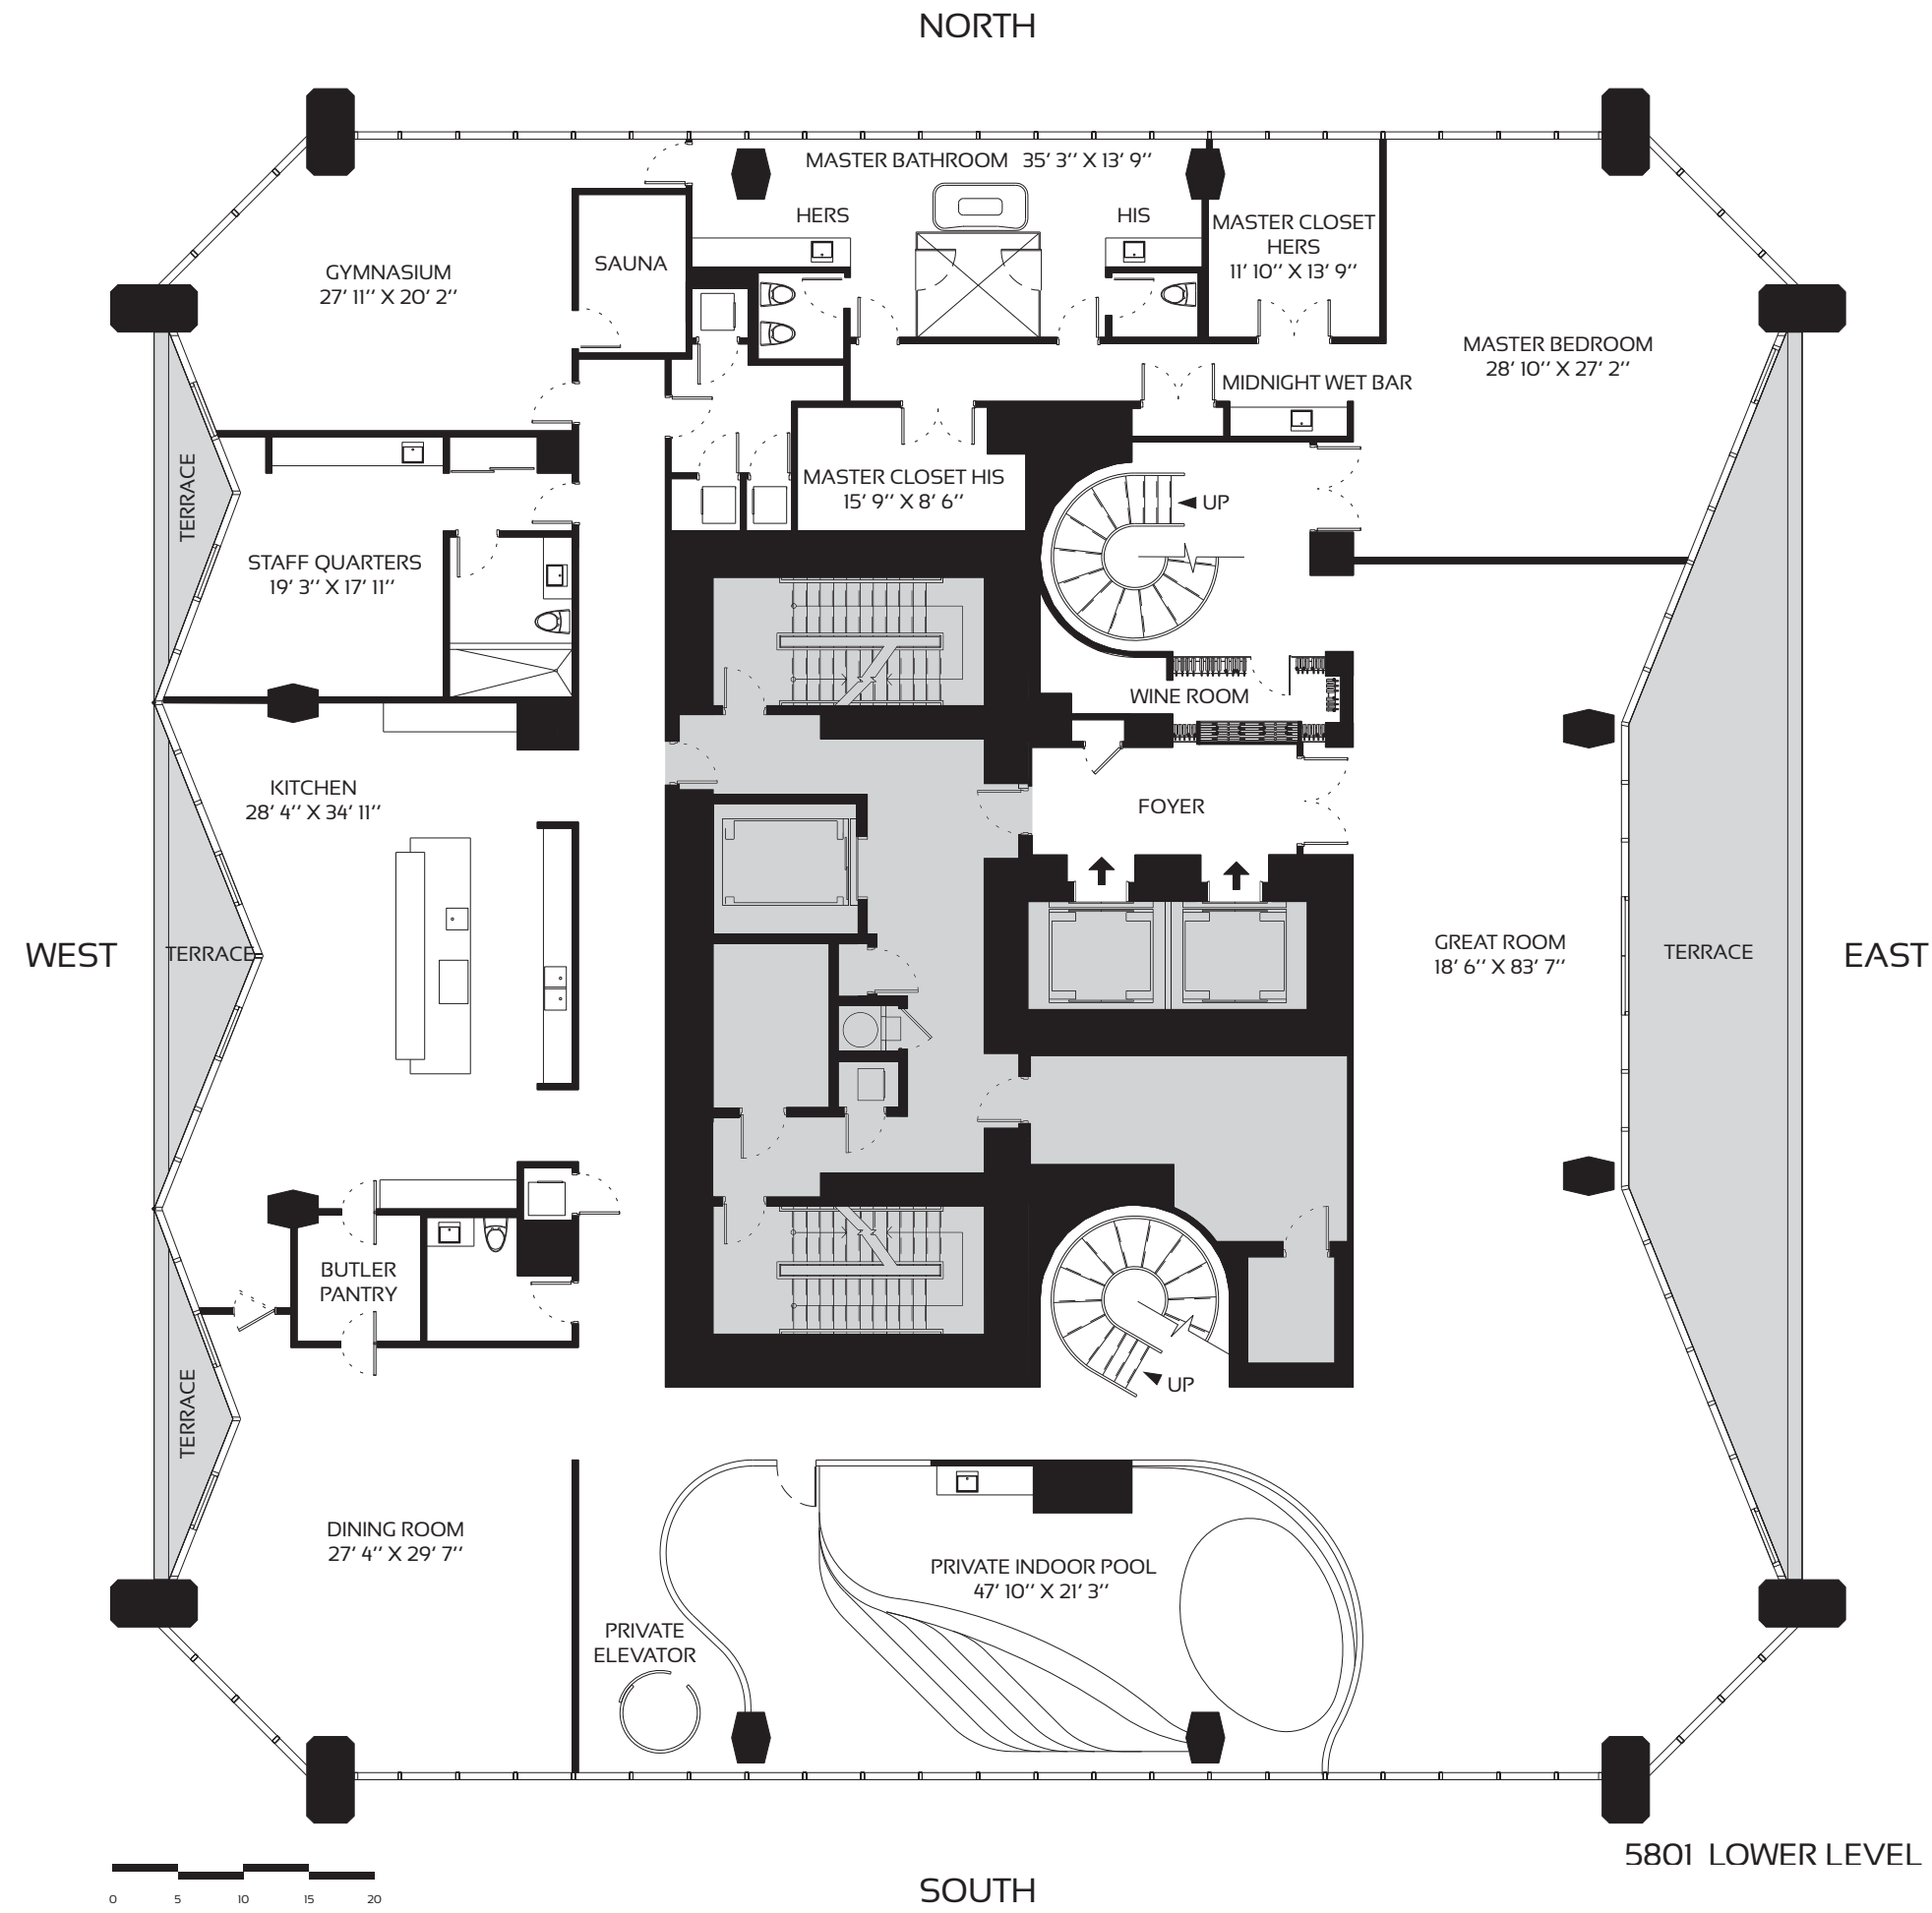 NORTH
MASTER BATHROOM 35’ 3’’ X 13’ 9’’
HERS
HIS
MASTER CLOSET
HERS
11’ 10’’ X 13’ 9’’
SAUNA
GYMNASIUM
27’ 11’’ X 20’ 2’’
MASTER BEDROOM
28’ 10’’ X 27’ 2’’
MIDNIGHT WET BAR
TERRACE
MASTER CLOSET HIS
15’ 9’’ X 8’ 6’’
UP
STAFF QUARTERS
19’ 3’’ X 17’ 11’’
WINE ROOM
KITCHEN
28’ 4’’ X 34’ 11’’
FOYER
WEST
TERRACE
GREAT ROOM
18’ 6’’ X 83’ 7’’
TERRACE
EAST
BUTLER
PANTRY
TERRACE
UP
DINING ROOM
27’ 4’’ X 29’ 7’’
PRIVATE INDOOR POOL
47’ 10’’ X 21’ 3’’
PRIVATE
ELEVATOR
5801 LOWER LEVEL
0 5 10 15 20
SOUTH